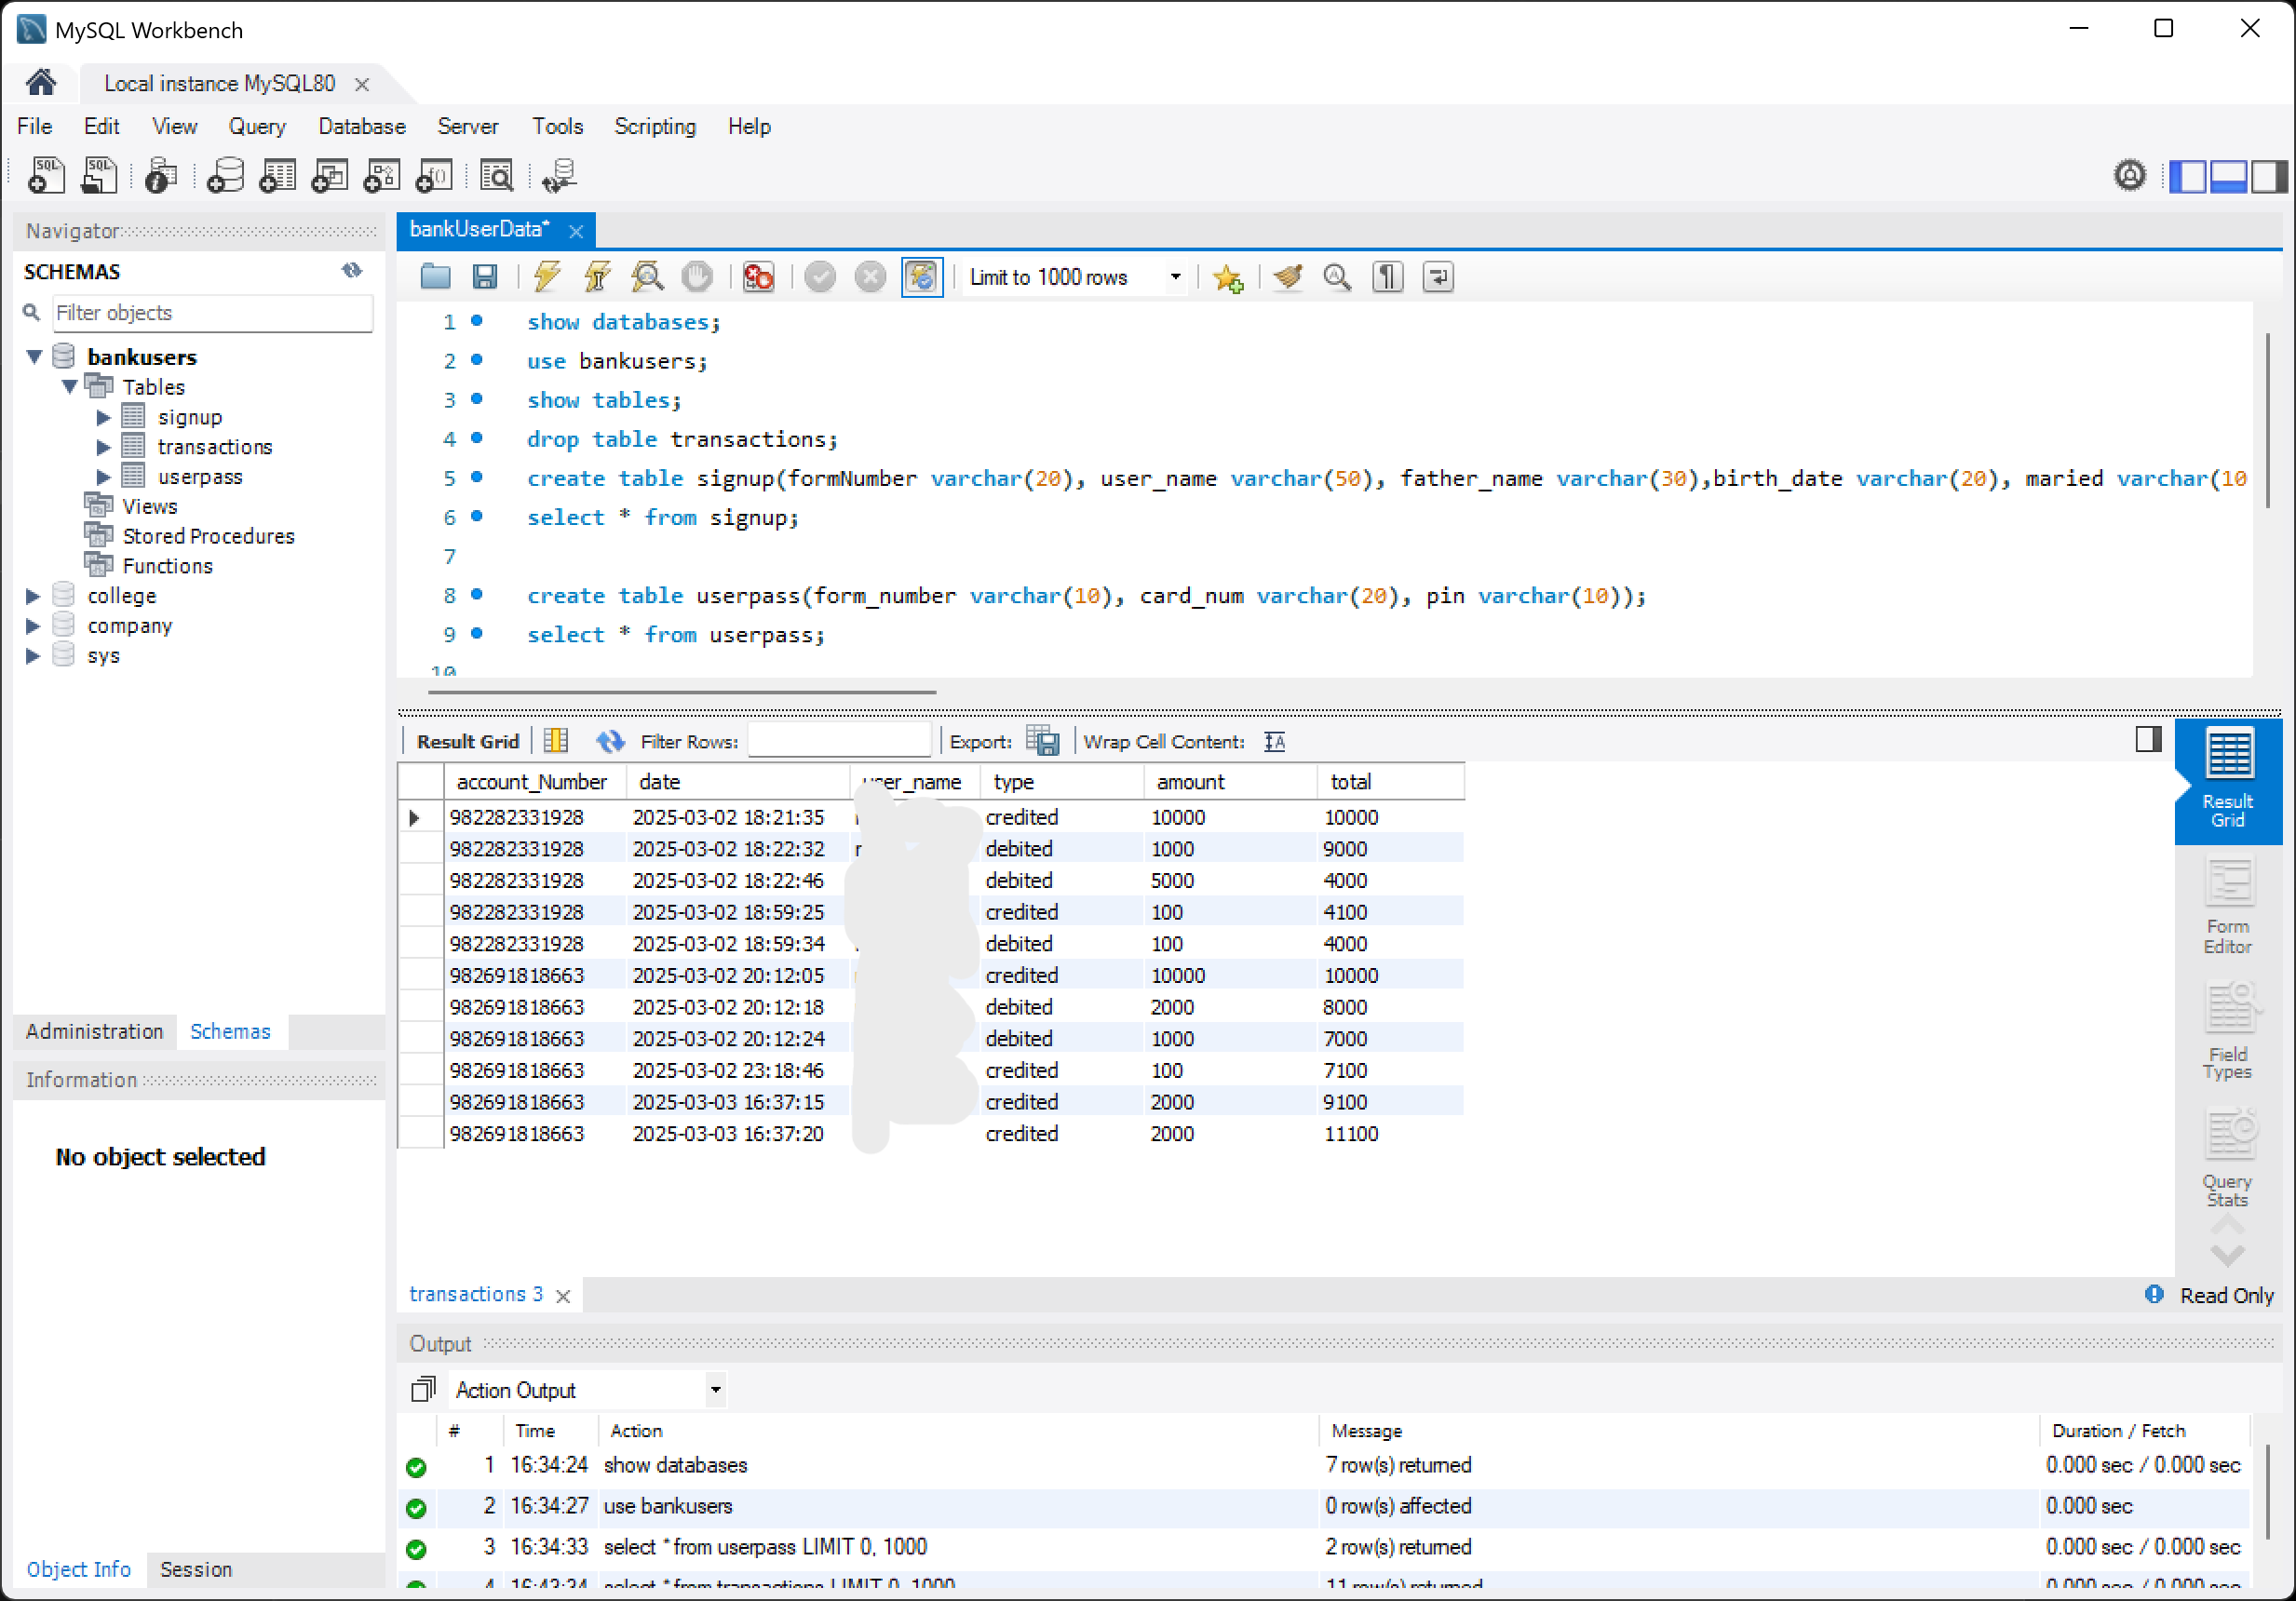 MySQL Workbench
Local instance MySQL80
File Edit View Query Database Server Tools Scripting Help
Navigator
SCHEMAS
Filter objects
bankusers
Tables
signup
transactions
userpass
Views
Stored Procedures
Functions
college
company
sys
Administration Schemas
Information
No object selected
Object Info Session
bankUserData*
Limit to 1000 rows
1 show databases;
2 use bankusers;
3 show tables;
4 drop table transactions;
5 create table signup(formNumber varchar(20), user_name varchar(50), father_name varchar(30),birth_date varchar(20), maried varchar(10
6 select * from signup;
7
8 create table userpass(form_number varchar(10), card_num varchar(20), pin varchar(10));
9 select * from userpass;
10
Result Grid Filter Rows: Export: Wrap Cell Content:
account_Number date user_name type amount total
982282331928 2025-03-02 18:21:35 credited 10000 10000
982282331928 2025-03-02 18:22:32 debited 1000 9000
982282331928 2025-03-02 18:22:46 debited 5000 4000
982282331928 2025-03-02 18:59:25 credited 100 4100
982282331928 2025-03-02 18:59:34 debited 100 4000
982691818663 2025-03-02 20:12:05 credited 10000 10000
982691818663 2025-03-02 20:12:18 debited 2000 8000
982691818663 2025-03-02 20:12:24 debited 1000 7000
982691818663 2025-03-02 23:18:46 credited 100 7100
982691818663 2025-03-03 16:37:15 credited 2000 9100
982691818663 2025-03-03 16:37:20 credited 2000 11100
Result Grid
Form Editor
Field Types
Query Stats
transactions 3
Read Only
Output
Action Output
# Time Action Message Duration / Fetch
1 16:34:24 show databases 7 row(s) returned 0.000 sec / 0.000 sec
2 16:34:27 use bankusers 0 row(s) affected 0.000 sec
3 16:34:33 select * from userpass LIMIT 0, 1000 2 row(s) returned 0.000 sec / 0.000 sec
4 16:43:34 select * from transactions LIMIT 0, 1000 11 row(s) returned 0.000 sec / 0.000 sec